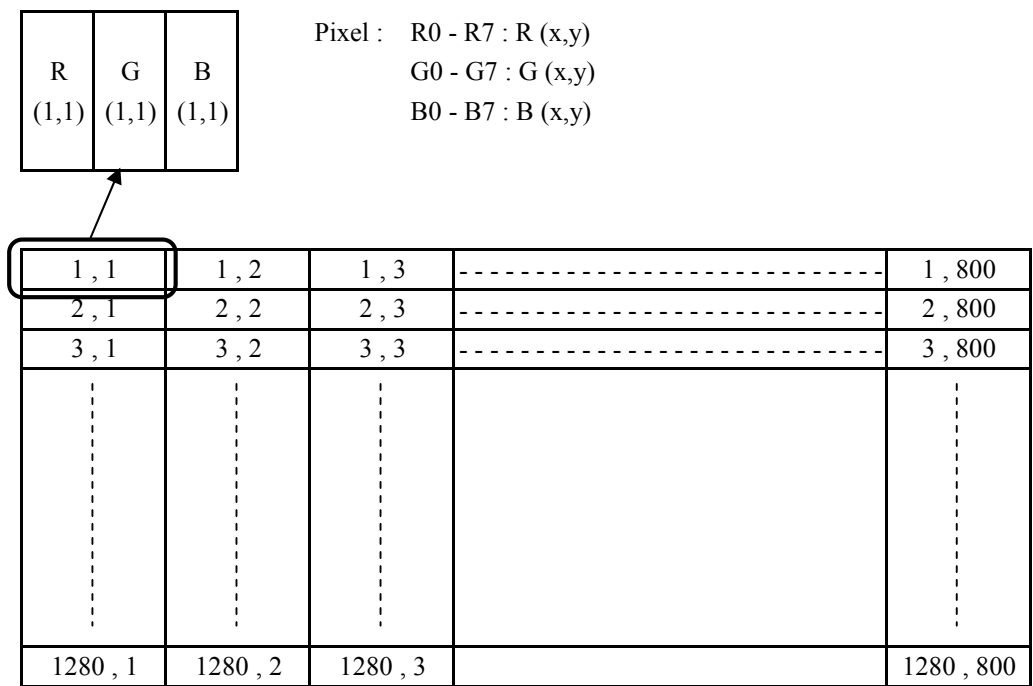 Pixel : R0 - R7 : R (x,y)
G0 - G7 : G (x,y)
B0 - B7 : B (x,y)
R G B
(1,1) (1,1) (1,1)
1 , 1 1 , 2 1 , 3 1 , 800
2 , 1 2 , 2 2 , 3 2 , 800
3 , 1 3 , 2 3 , 3 3 , 800
1280 , 1 1280 , 2 1280 , 3 1280 , 800